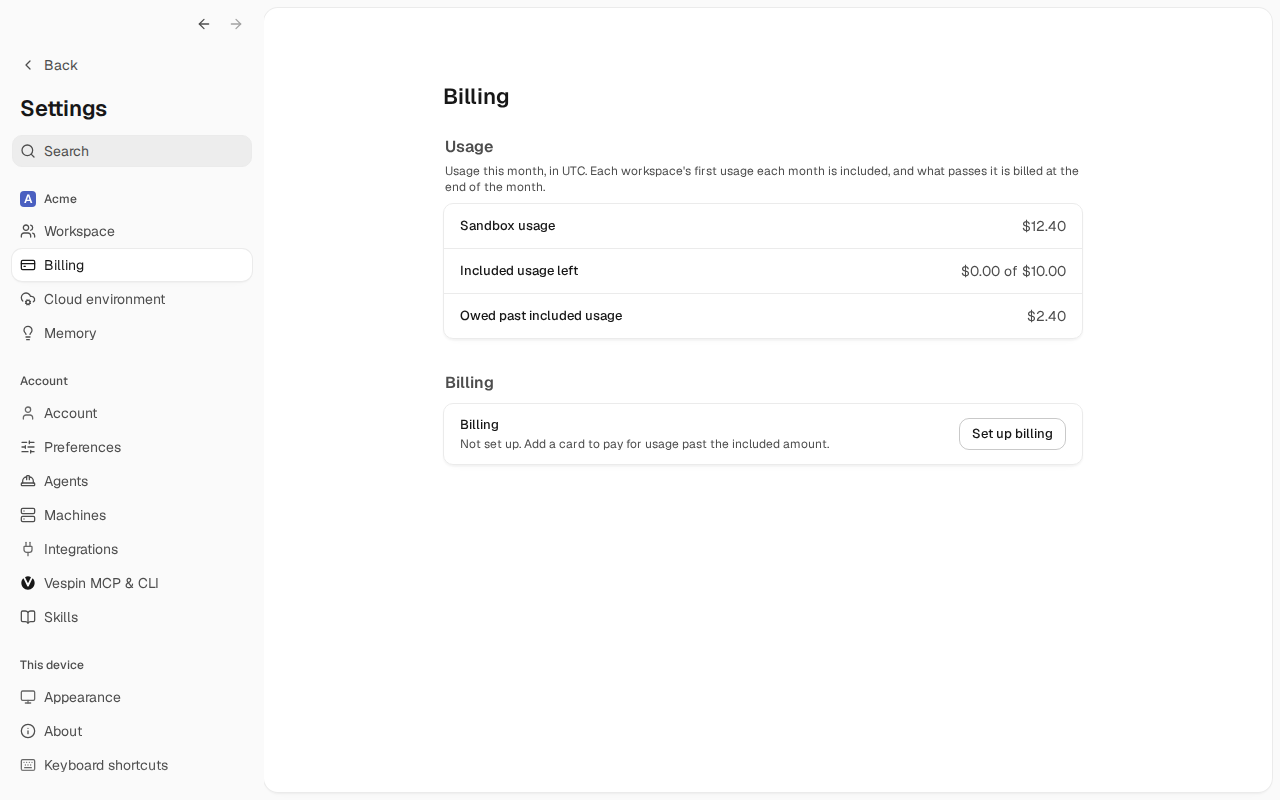 Back
Settings
Search
A Acme
Workspace
Billing
Cloud environment
Memory
Account
Account
Preferences
Agents
Machines
Integrations
Vespin MCP & CLI
Skills
This device
Appearance
About
Keyboard shortcuts
Billing
Usage
Usage this month, in UTC. Each workspace's first usage each month is included, and what passes it is billed at the
end of the month.
Sandbox usage $12.40
Included usage left $0.00 of $10.00
Owed past included usage $2.40
Billing
Billing
Not set up. Add a card to pay for usage past the included amount.
Set up billing